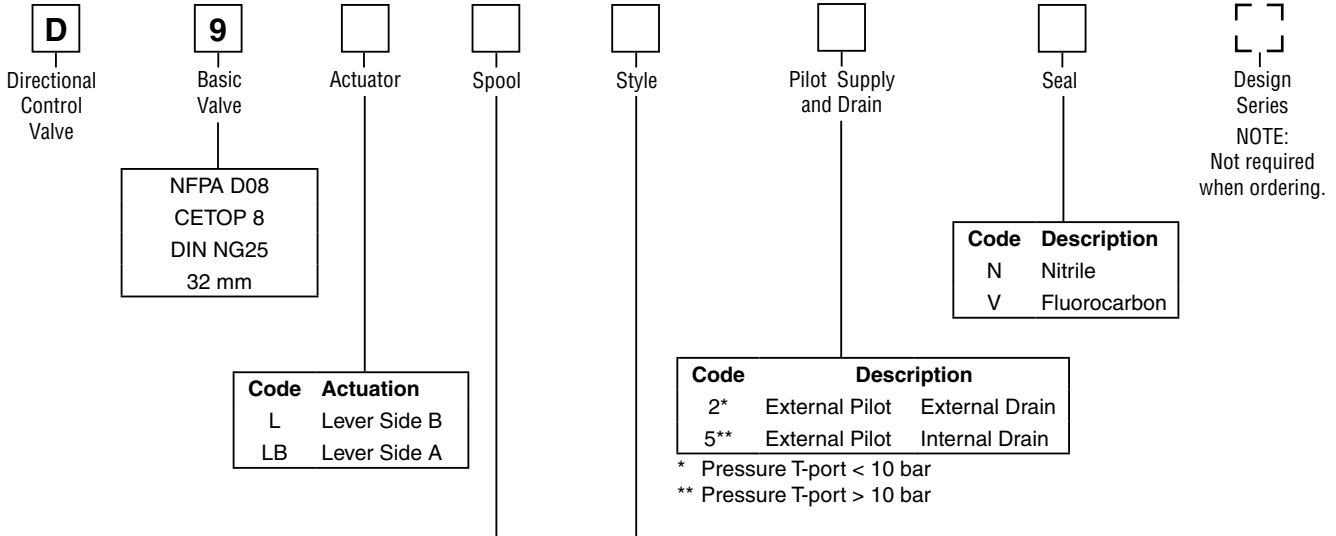 D
9
Directional
Control
Valve
Basic
Valve
Actuator
Spool
Style
Pilot Supply
and Drain
Seal
Design
Series
NOTE:
Not required
when ordering.
NFPA D08
CETOP 8
DIN NG25
32 mm
Code Description
N Nitrile
V Fluorocarbon
Code Actuation
L Lever Side B
LB Lever Side A
Code Description
2* External Pilot External Drain
5** External Pilot Internal Drain
* Pressure T-port < 10 bar
** Pressure T-port > 10 bar